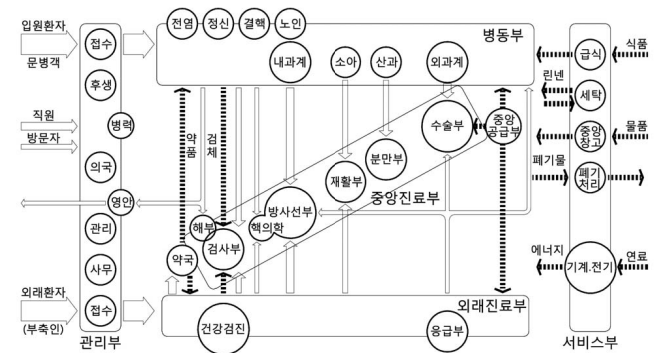 입원환자
문병객
직원
방문자
외래환자
(부축인)
접수
후생
병력
의국
영안
관리
사무
접수
관리부
전염
정신
결핵
노인
병동부
내과계
소아
산과
외과계
약품
검체
수술부
중앙
공급부
분만부
재활부
중앙진료부
방사선부
핵의학
해부
검사부
약국
외래진료부
건강검진
응급부
급식
식품
린넨
세탁
중앙
창고
물품
폐기물
폐기
처리
에너지
기계.전기
연료
서비스부